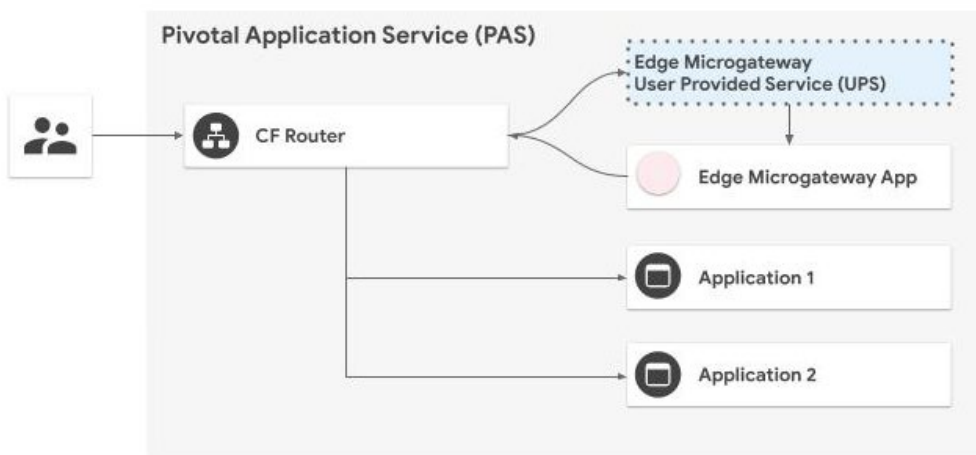 Pivotal Application Service (PAS)
Edge Microgateway
User Provided Service (UPS)
CF Router
Edge Microgateway App
Application 1
Application 2